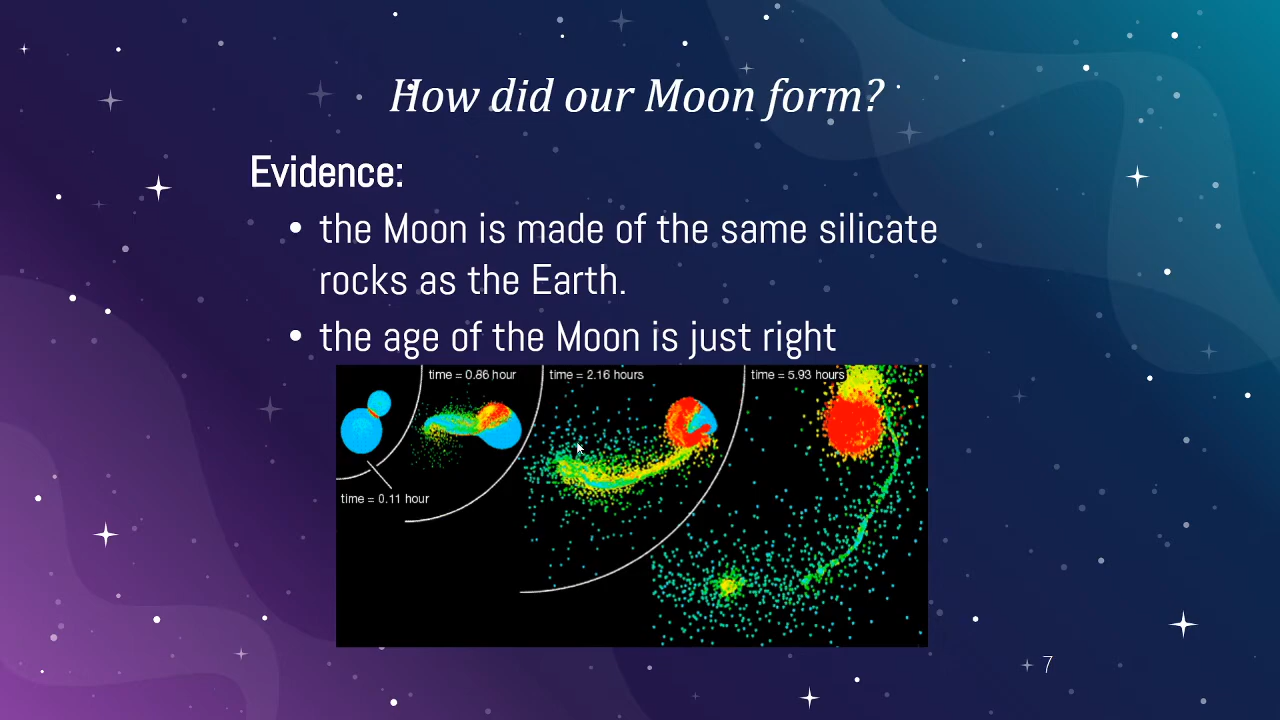 How did our Moon form?
Evidence:
• the Moon is made of the same silicate
rocks as the Earth.
• the age of the Moon is just right
time = 0.86 hour
time = 2.16 hours
time = 5.93 hours
time = 0.11 hour
7